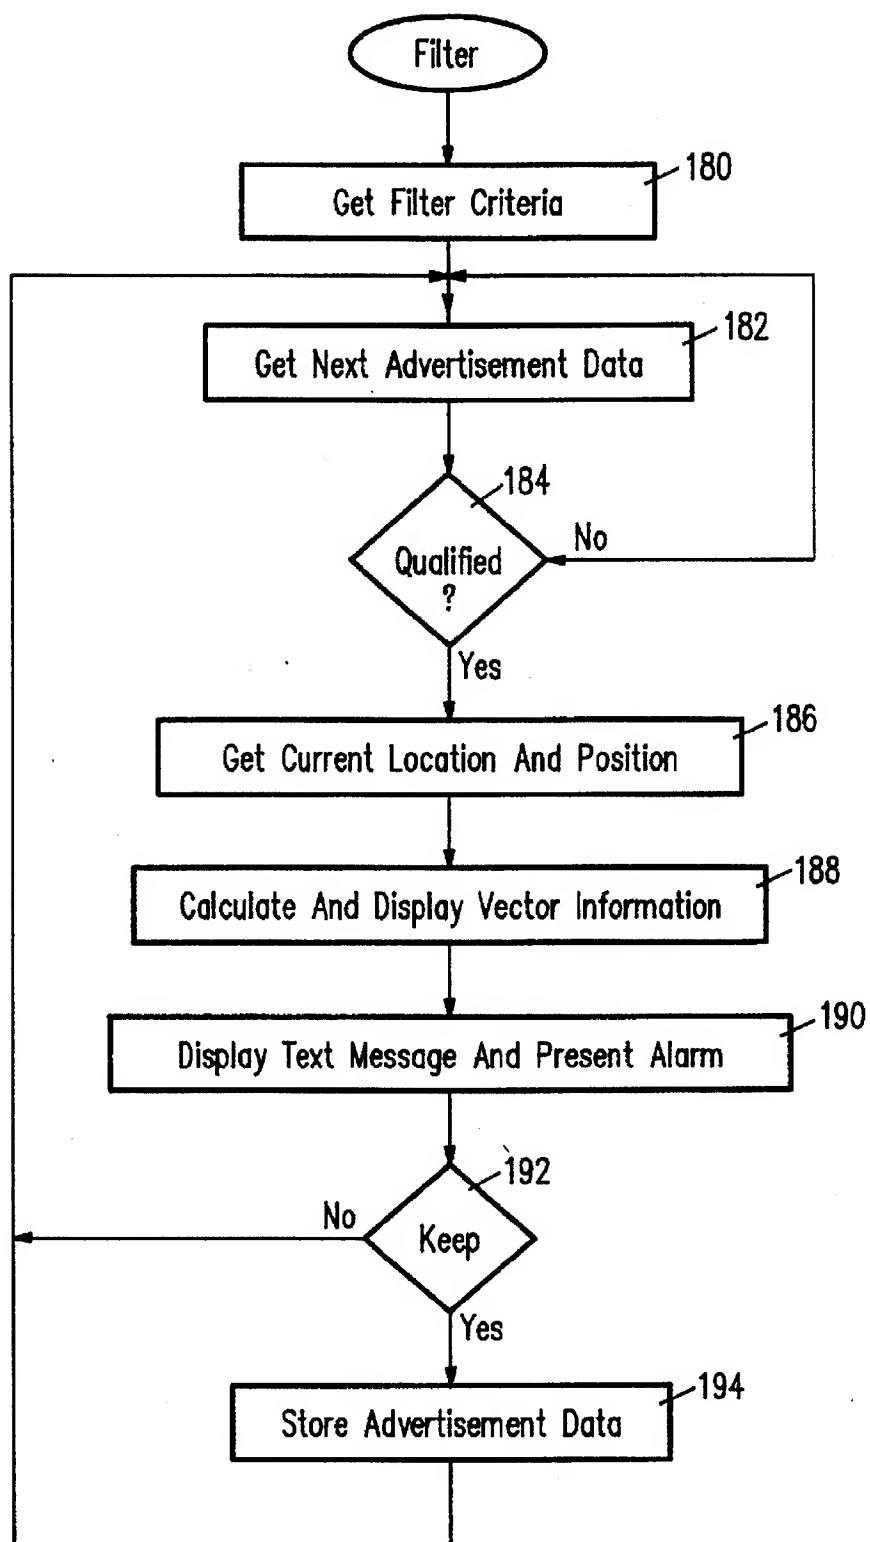 Filter
180
Get Filter Criteria
182
Get Next Advertisement Data
184
Qualified
?
No
Yes
186
Get Current Location And Position
188
Calculate And Display Vector Information
190
Display Text Message And Present Alarm
192
Keep
No
Yes
194
Store Advertisement Data